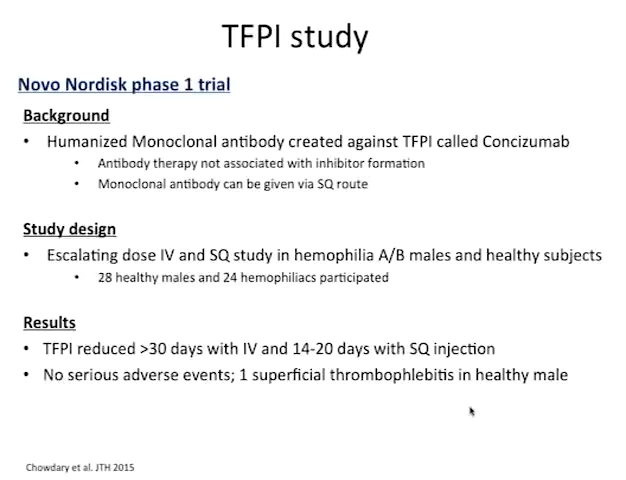 TFPI study
Novo Nordisk phase 1 trial
Background
• Humanized Monoclonal antibody created against TFPI called Concizumab
• Antibody therapy not associated with inhibitor formation
• Monoclonal antibody can be given via SQ route
Study design
• Escalating dose IV and SQ study in hemophilia A/B males and healthy subjects
• 28 healthy males and 24 hemophiliacs participated
Results
• TFPI reduced >30 days with IV and 14-20 days with SQ injection
• No serious adverse events; 1 superficial thrombophlebitis in healthy male
Chowdary et al. JTH 2015